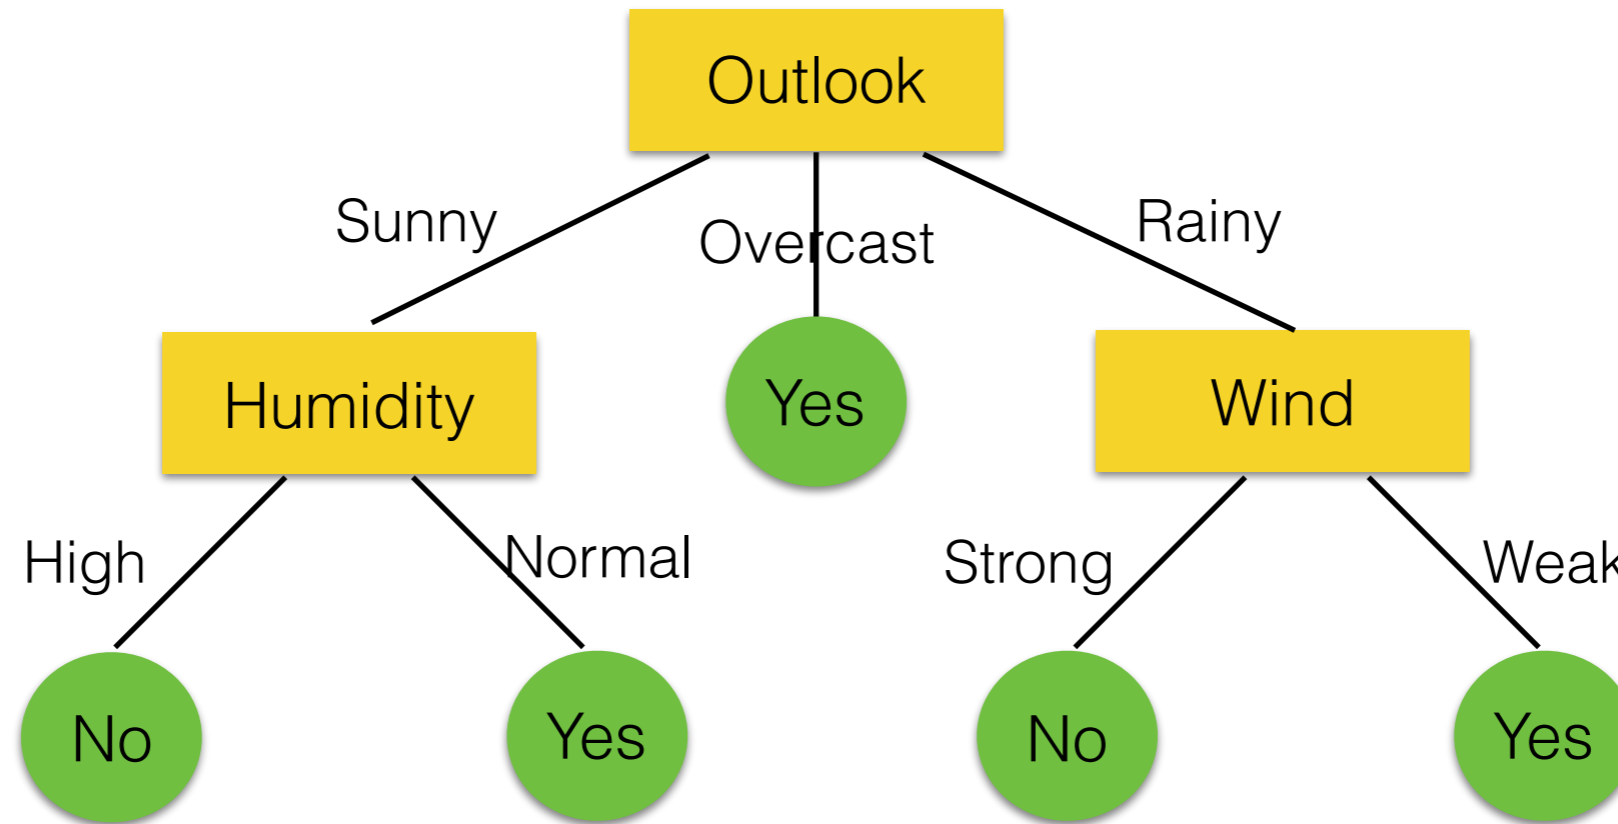 Outlook
Sunny
Overcast
Rainy
Humidity
Yes
Wind
High
Normal
Strong
Weak
No
Yes
No
Yes